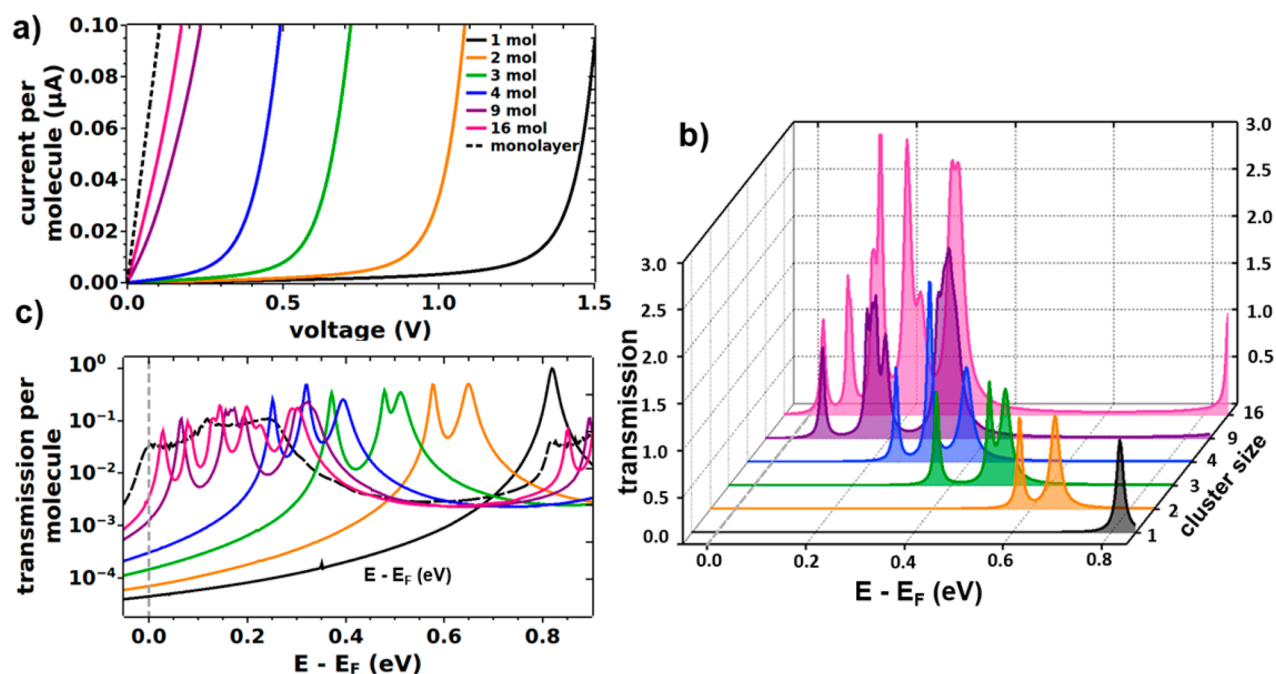 a)
0.10
0.08
0.06
0.04
0.02
0.00
current per
molecule (µA)
1 mol
2 mol
3 mol
4 mol
9 mol
16 mol
monolayer
0.0 0.5 1.0 1.5
voltage (V)
c)
10⁰
10⁻¹
10⁻²
10⁻³
10⁻⁴
transmission per
molecule
E - E_F (eV)
0.0 0.2 0.4 0.6 0.8
E - E_F (eV)
b)
3.0
2.5
2.0
1.5
1.0
0.5
3.0
2.5
2.0
1.5
1.0
0.5
0.0
transmission
16
9
4
3
2
1
cluster size
0.0 0.2 0.4 0.6 0.8
E - E_F (eV)